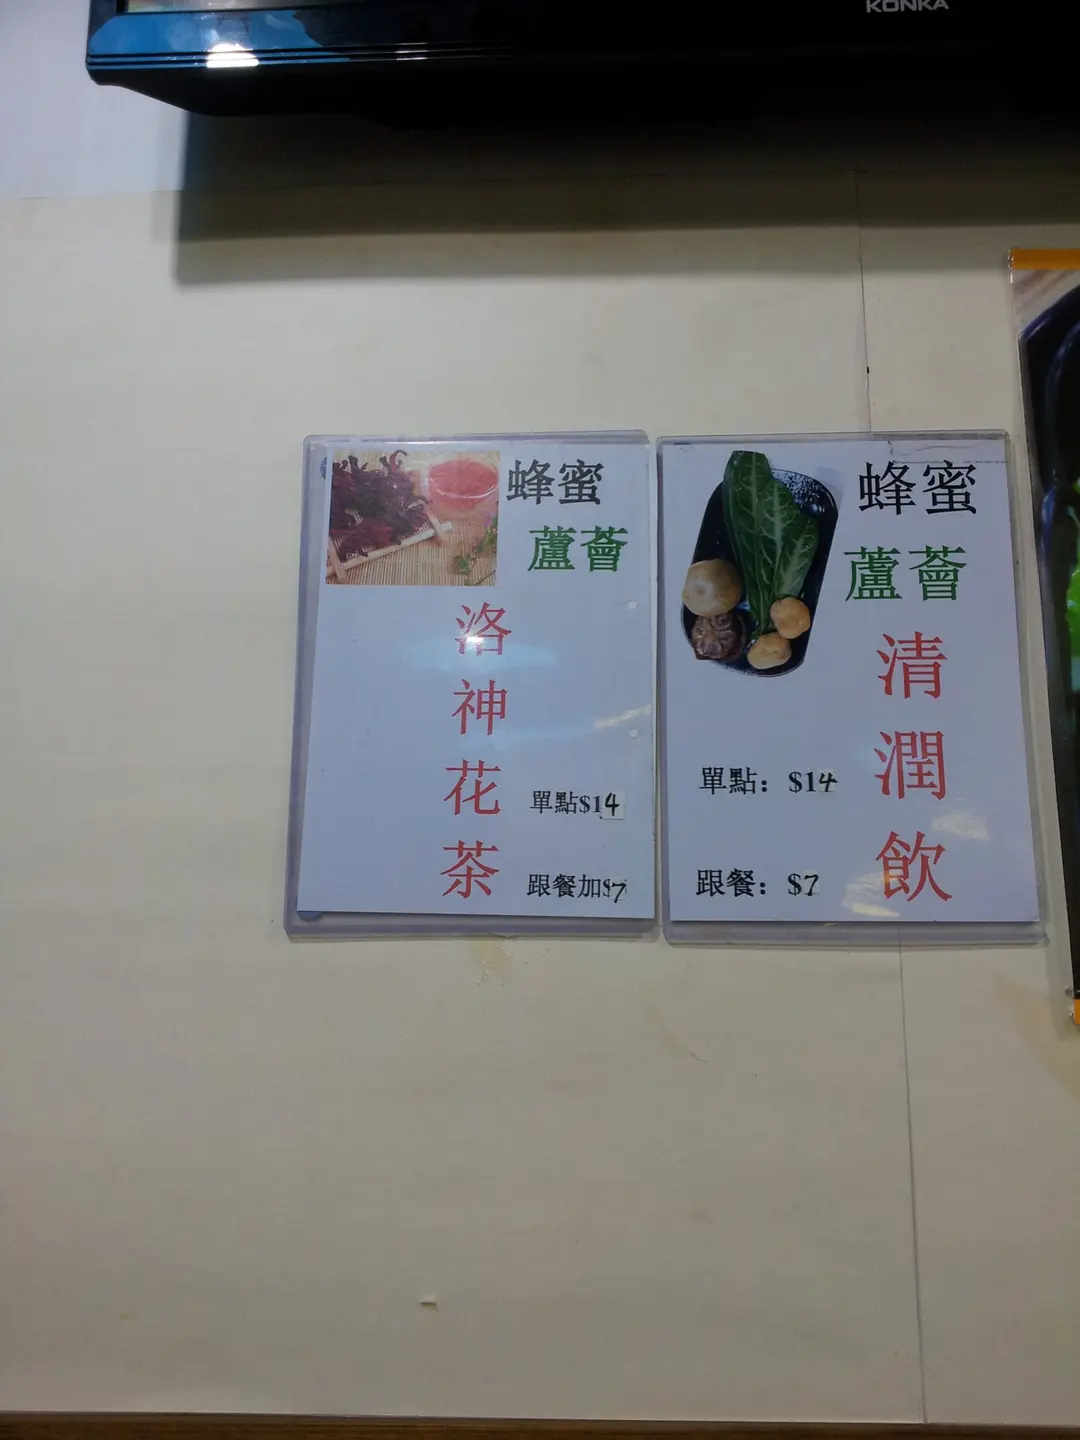 KONKA
蜂蜜
蘆薈
洛神花茶
單點$14
跟餐加$7
蜂蜜
蘆薈
清潤飲
單點：$14
跟餐：$7